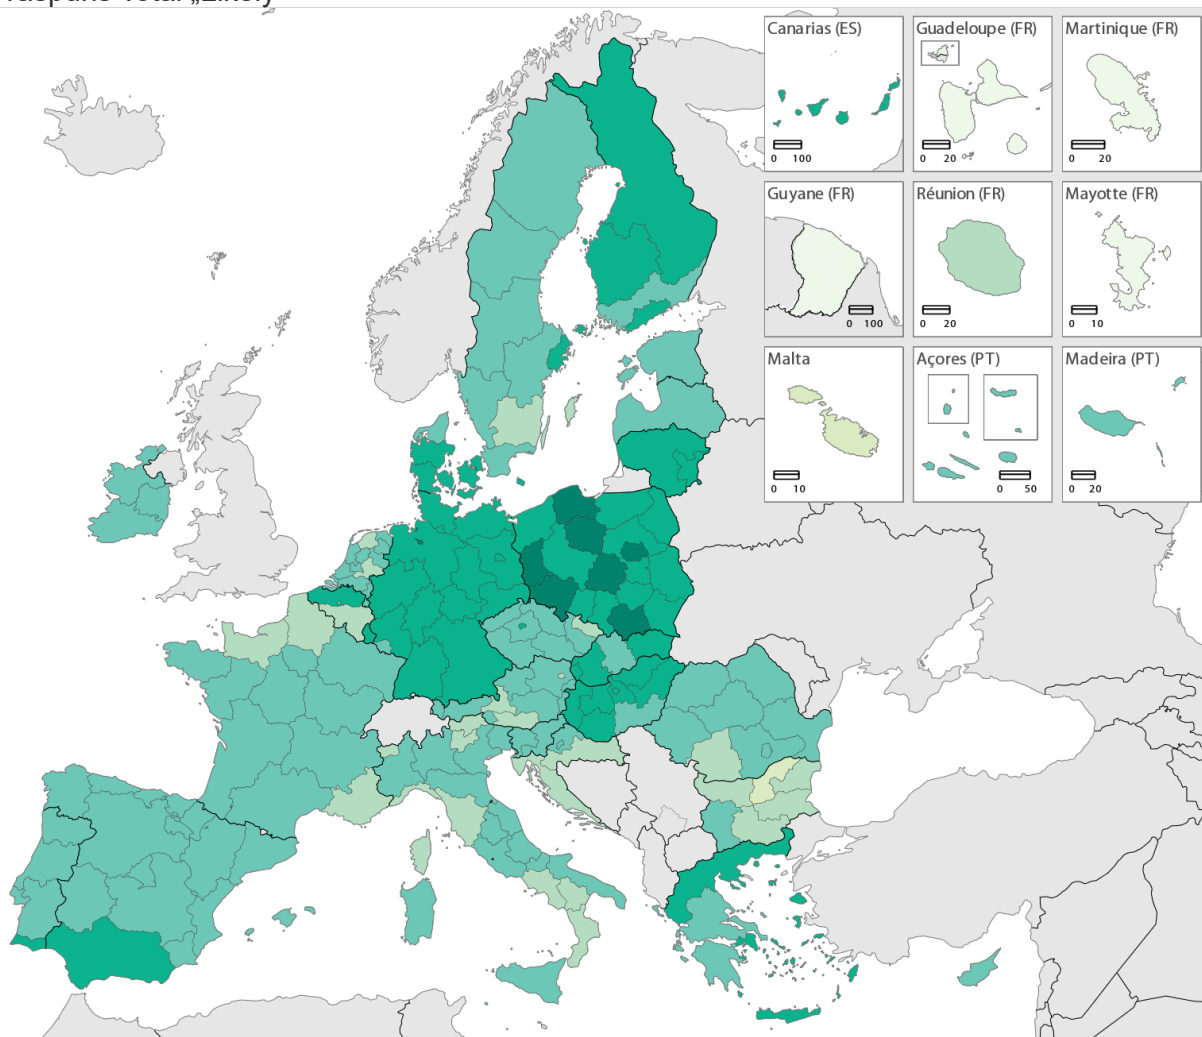 Canarias (ES)
0 100
Guadeloupe (FR)
0 20
Martinique (FR)
0 20
Guyane (FR)
0 100
Réunion (FR)
0 20
Mayotte (FR)
0 10
Malta
0 10
Açores (PT)
0 50
Madeira (PT)
0 20